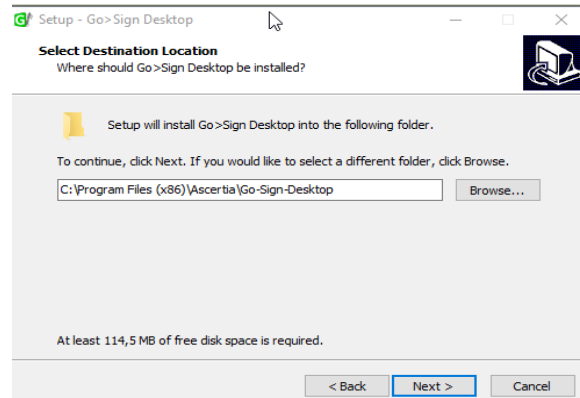 Setup - Go>Sign Desktop
Select Destination Location
Where should Go>Sign Desktop be installed?
Setup will install Go>Sign Desktop into the following folder.
To continue, click Next. If you would like to select a different folder, click Browse.
C:\Program Files (x86)\Ascertia\Go-Sign-Desktop
Browse...
At least 114,5 MB of free disk space is required.
< Back Next > Cancel